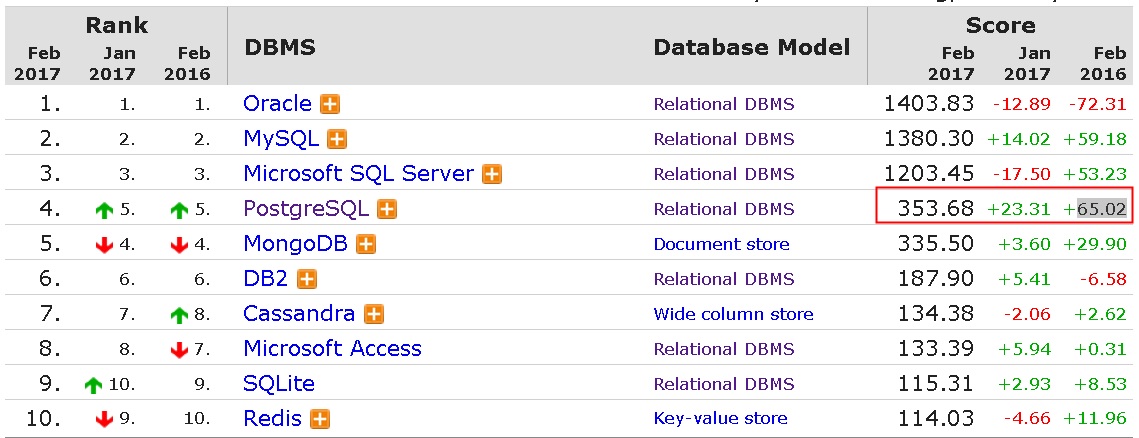 Rank Score
Feb 2017 Jan 2017 Feb 2016 DBMS Database Model Feb 2017 Jan 2017 Feb 2016
1. 1. 1. Oracle Relational DBMS 1403.83 -12.89 -72.31
2. 2. 2. MySQL Relational DBMS 1380.30 +14.02 +59.18
3. 3. 3. Microsoft SQL Server Relational DBMS 1203.45 -17.50 +53.23
4. 5. 5. PostgreSQL Relational DBMS 353.68 +23.31 +65.02
5. 4. 4. MongoDB Document store 335.50 +3.60 +29.90
6. 6. 6. DB2 Relational DBMS 187.90 +5.41 -6.58
7. 7. 8. Cassandra Wide column store 134.38 -2.06 +2.62
8. 8. 7. Microsoft Access Relational DBMS 133.39 +5.94 +0.31
9. 10. 9. SQLite Relational DBMS 115.31 +2.93 +8.53
10. 9. 10. Redis Key-value store 114.03 -4.66 +11.96